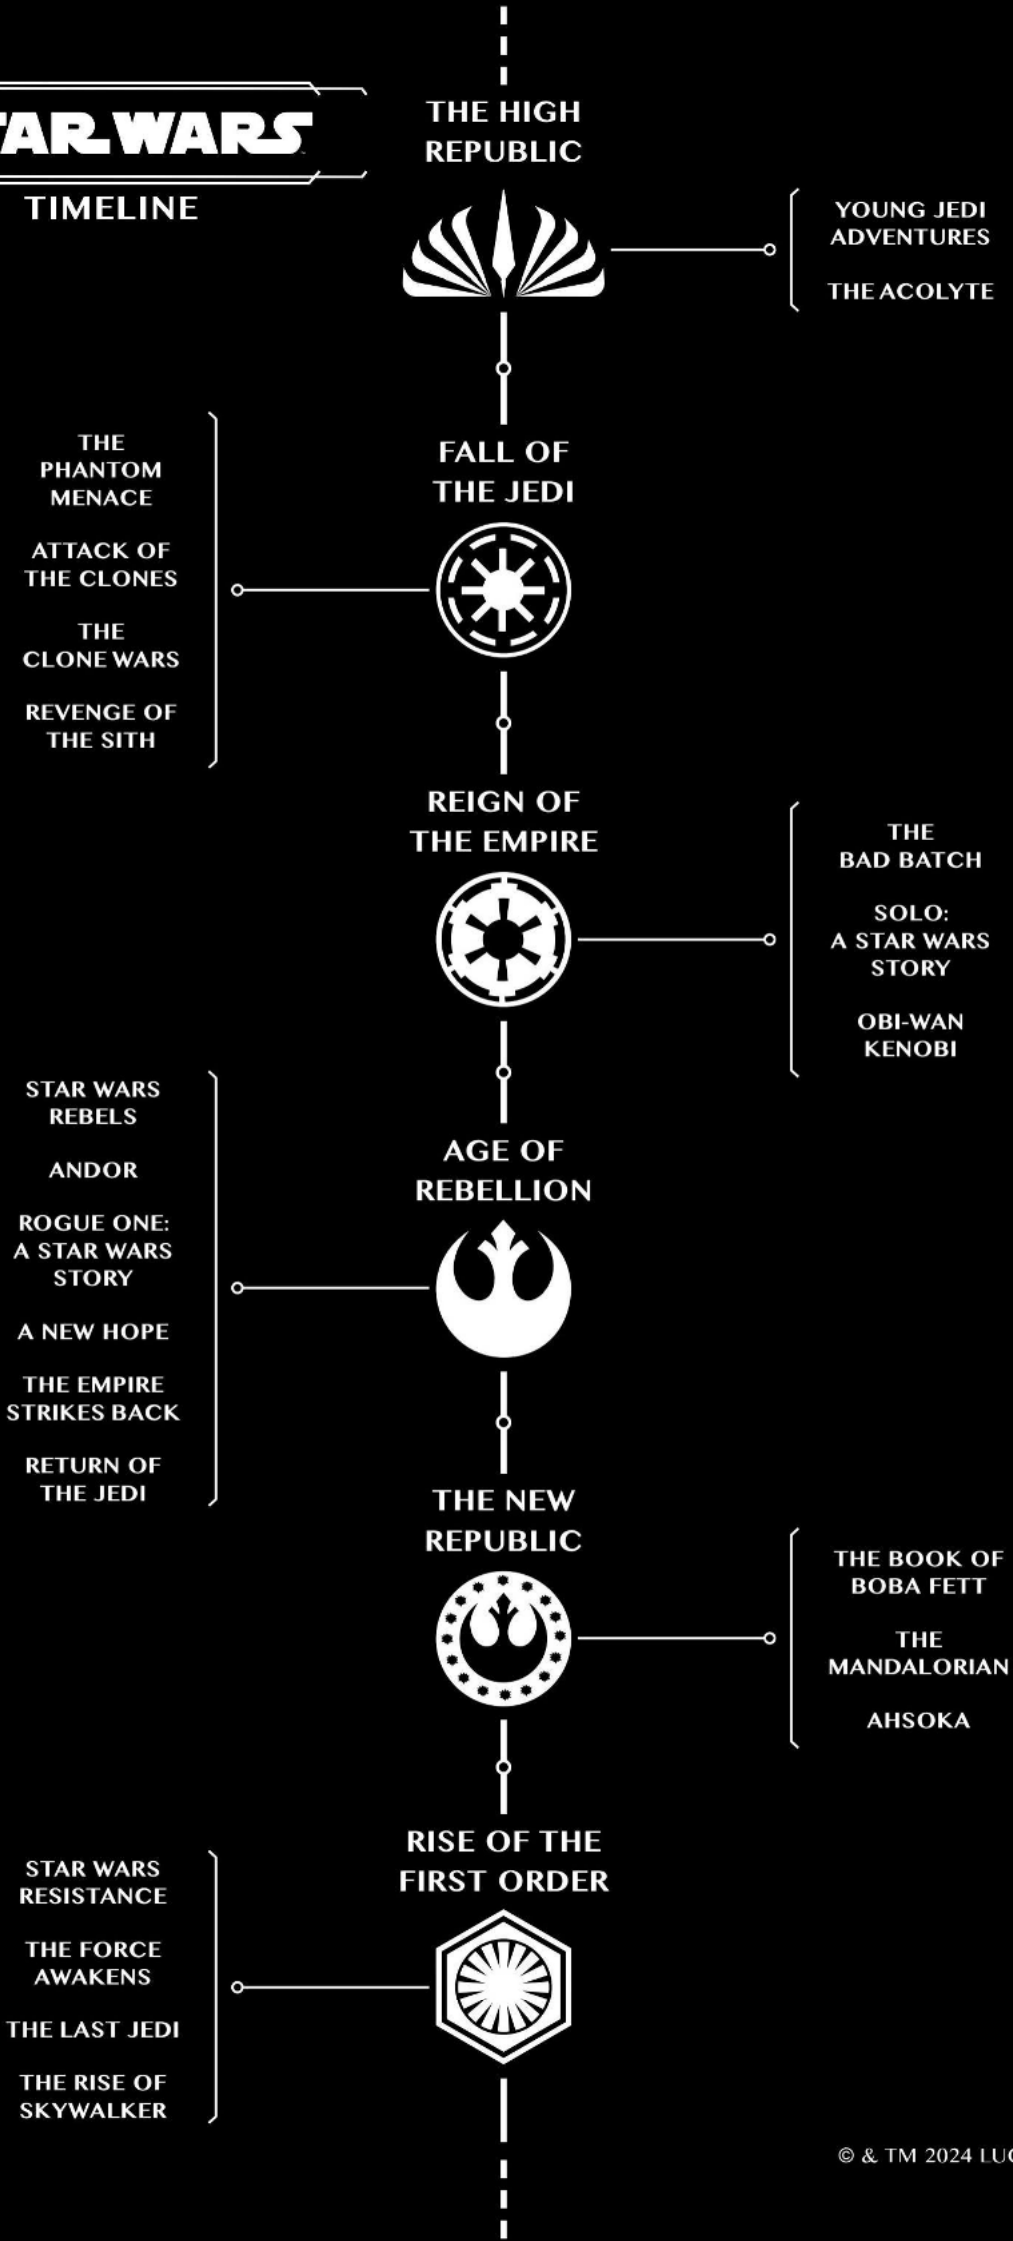 TAR WARS
TIMELINE
THE HIGH
REPUBLIC
YOUNG JEDI
ADVENTURES
THE ACOLYTE
FALL OF
THE JEDI
THE
PHANTOM
MENACE
ATTACK OF
THE CLONES
THE
CLONE WARS
REVENGE OF
THE SITH
REIGN OF
THE EMPIRE
THE
BAD BATCH
SOLO:
A STAR WARS
STORY
OBI-WAN
KENOBI
AGE OF
REBELLION
STAR WARS
REBELS
ANDOR
ROGUE ONE:
A STAR WARS
STORY
A NEW HOPE
THE EMPIRE
STRIKES BACK
RETURN OF
THE JEDI
THE NEW
REPUBLIC
THE BOOK OF
BOBA FETT
THE
MANDALORIAN
AHSOKA
RISE OF THE
FIRST ORDER
STAR WARS
RESISTANCE
THE FORCE
AWAKENS
THE LAST JEDI
THE RISE OF
SKYWALKER
© & TM 2024 LUC